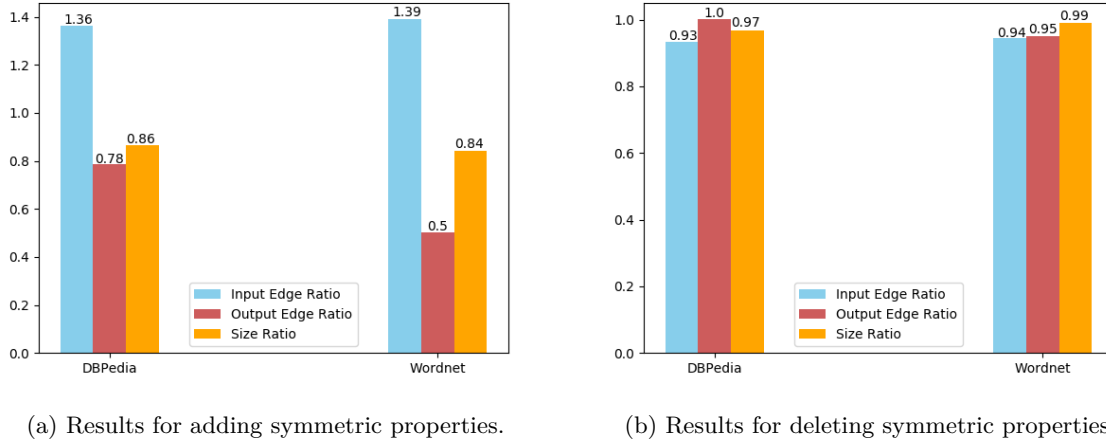 1.4
1.2
1.0
0.8
0.6
0.4
0.2
0.0
1.36
0.78
0.86
1.39
0.5
0.84
Input Edge Ratio
Output Edge Ratio
Size Ratio
DBPedia
Wordnet
(a) Results for adding symmetric properties.
1.0
0.8
0.6
0.4
0.2
0.0
0.93
1.0
0.97
0.94
0.95
0.99
Input Edge Ratio
Output Edge Ratio
Size Ratio
DBPedia
Wordnet
(b) Results for deleting symmetric properties